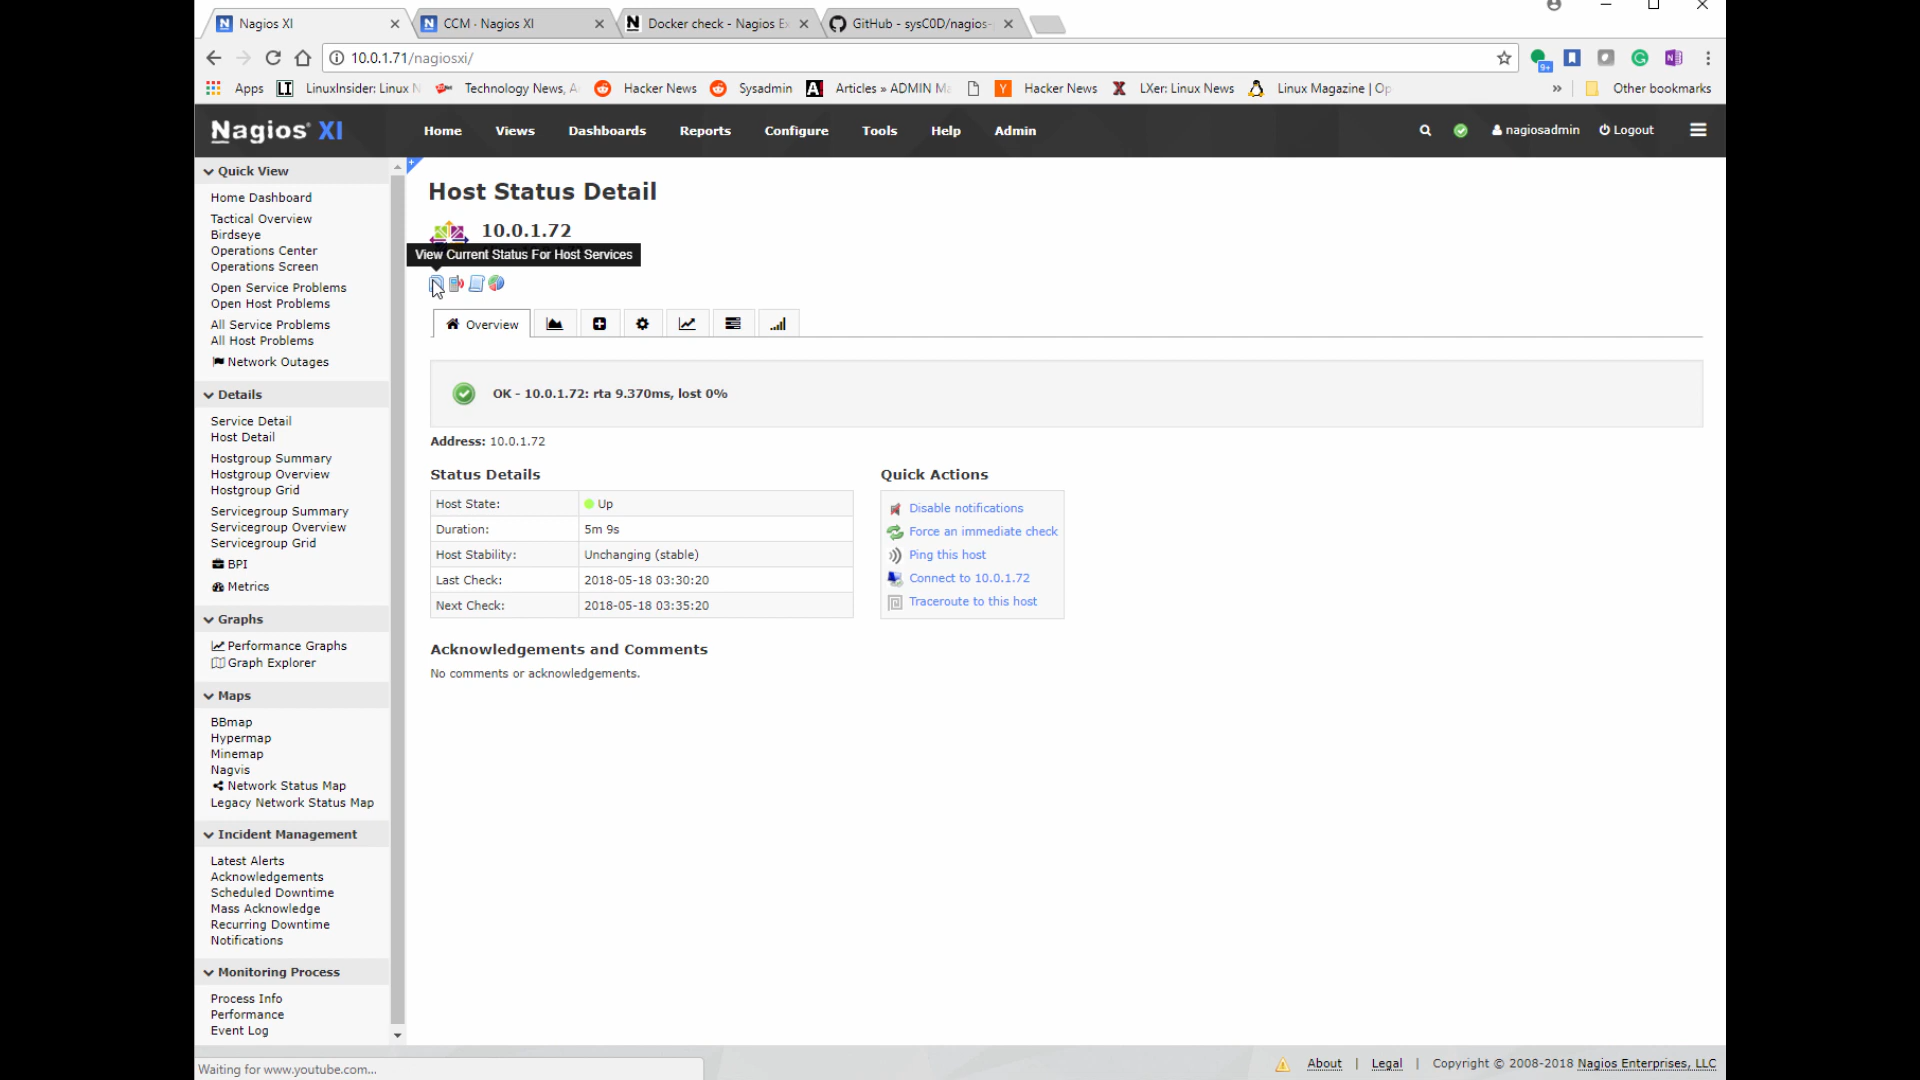 Nagios XI
CCM - Nagios XI
Docker check - Nagios Ex
GitHub - sysC0D/nagios-
10.0.1.71/nagiosxi/
9+
Apps
LinuxInsider: Linux N
Technology News, A
Hacker News
Sysadmin
Articles » ADMIN Ma
Hacker News
LXer: Linux News
Linux Magazine | Op
»
Other bookmarks
Nagios® XI
Home
Views
Dashboards
Reports
Configure
Tools
Help
Admin
nagiosadmin
Logout
Quick View
Home Dashboard
Tactical Overview
Birdseye
Operations Center
Operations Screen
Open Service Problems
Open Host Problems
All Service Problems
All Host Problems
Network Outages
Details
Service Detail
Host Detail
Hostgroup Summary
Hostgroup Overview
Hostgroup Grid
Servicegroup Summary
Servicegroup Overview
Servicegroup Grid
BPI
Metrics
Graphs
Performance Graphs
Graph Explorer
Maps
BBmap
Hypermap
Minemap
Nagvis
Network Status Map
Legacy Network Status Map
Incident Management
Latest Alerts
Acknowledgements
Scheduled Downtime
Mass Acknowledge
Recurring Downtime
Notifications
Monitoring Process
Process Info
Performance
Event Log
Host Status Detail
10.0.1.72
View Current Status For Host Services
Overview
OK - 10.0.1.72: rta 9.370ms, lost 0%
Address: 10.0.1.72
Status Details
Host State: Up
Duration: 5m 9s
Host Stability: Unchanging (stable)
Last Check: 2018-05-18 03:30:20
Next Check: 2018-05-18 03:35:20
Quick Actions
Disable notifications
Force an immediate check
Ping this host
Connect to 10.0.1.72
Traceroute to this host
Acknowledgements and Comments
No comments or acknowledgements.
Waiting for www.youtube.com...
About | Legal | Copyright © 2008-2018 Nagios Enterprises, LLC